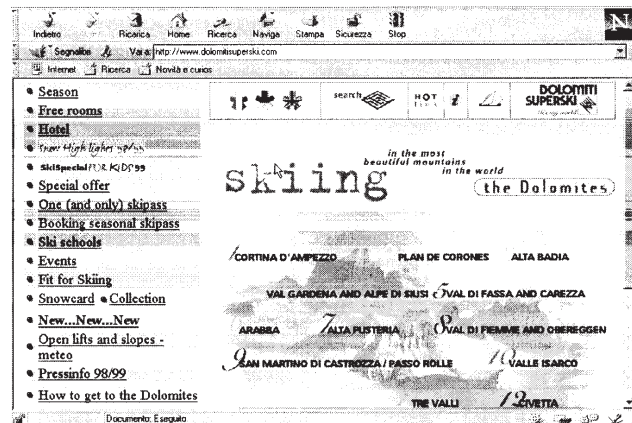 Indietro Ricarica Home Ricerca Naviga Stampa Sicurezza Stop
N
Segnalibri Vai a: http://www.dolomitisuperski.com
Internet Ricerca Novità e curios
Season
Free rooms
Hotel
SkiSpecial FOR KIDS 99
Special offer
One (and only) skipass
Booking seasonal skipass
Ski schools
Events
Fit for Skiing
Snowcard Collection
New...New...New
Open lifts and slopes -
meteo
Pressinfo 98/99
How to get to the Dolomites
search HOT i DOLOMITI
SUPERSKI
in the most
beautiful mountains
in the world
skiing
the Dolomites
1 CORTINA D'AMPEZZO PLAN DE CORONES ALTA BADIA
VAL GARDENA AND ALPE DI SIUSI 5 VAL DI FASSA AND CAREZZA
ARABBA 7 ALTA PUSTERIA 8 VAL DI FIEMME AND OBEREGGEN
9 SAN MARTINO DI CASTROZZA / PASSO ROLLE 10 VALLE ISARCO
TRE VALLI 12 CIVETTA
Documento: Eseguito